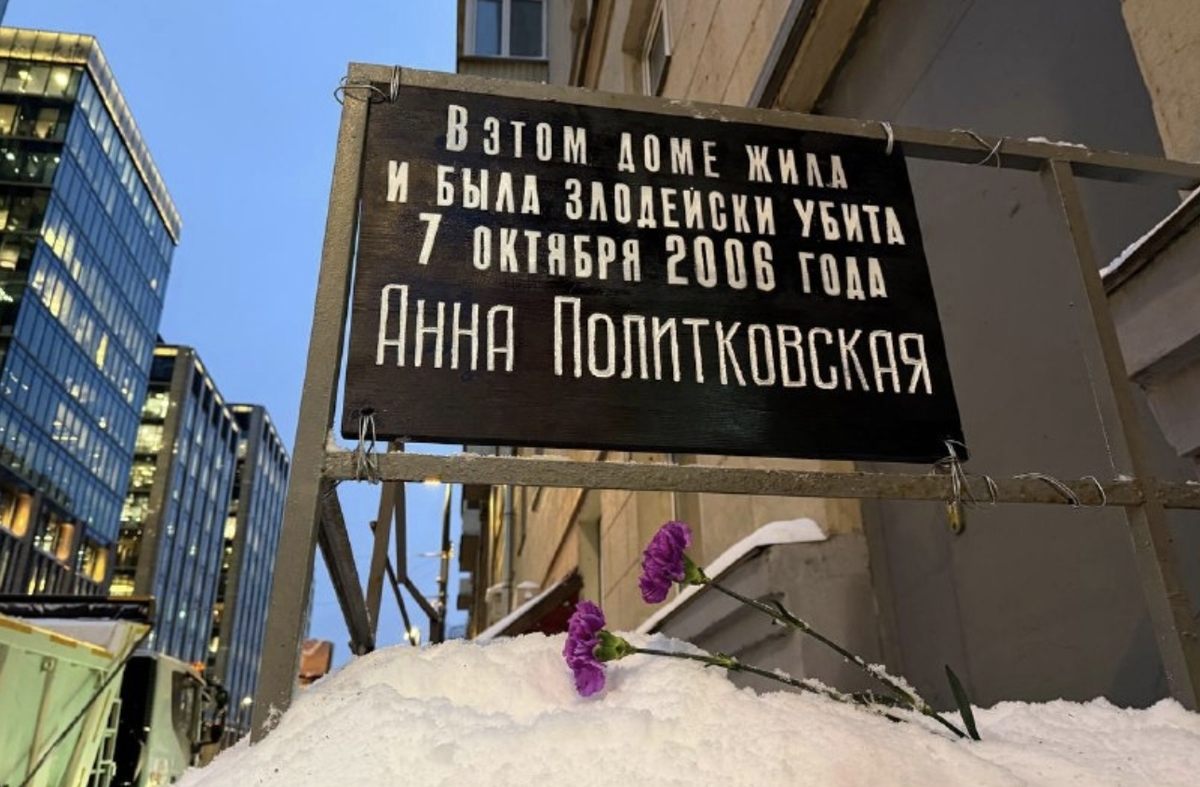 В этом доме жила
и была злодейски убита
7 октября 2006 года
Анна Политковская